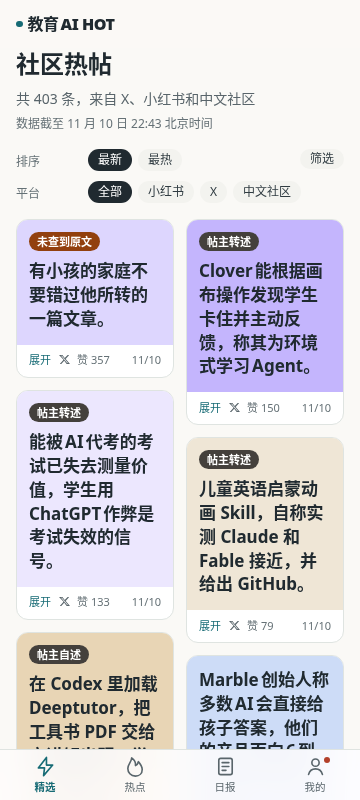 教育 AI HOT
社区热帖
共 403 条，来自 X、小红书和中文社区
数据截至 11 月 10 日 22:43 北京时间
排序 最新 最热 筛选
平台 全部 小红书 X 中文社区
未查到原文
有小孩的家庭不
要错过他所转的
一篇文章。
展开 X 赞 357 11/10
帖主转述
Clover 能根据画
布操作发现学生
卡住并主动反
馈，称其为环境
式学习 Agent。
展开 X 赞 150 11/10
帖主转述
能被 AI 代考的考
试已失去测量价
值，学生用
ChatGPT 作弊是
考试失效的信
号。
展开 X 赞 133 11/10
帖主转述
儿童英语启蒙动
画 Skill，自称实
测 Claude 和
Fable 接近，并
给出 GitHub。
展开 X 赞 79 11/10
帖主自述
在 Codex 里加载
Deeptutor，把
工具书 PDF 交给
Marble 创始人称
多数 AI 会直接给
孩子答案，他们
精选 热点 日报 我的